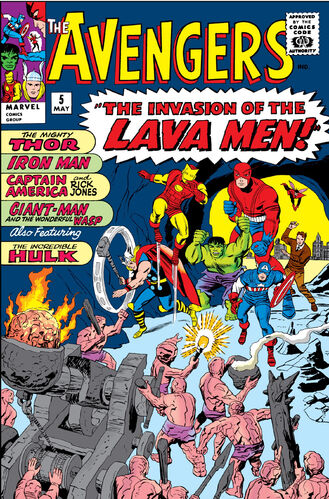 THE AVENGERS
APPROVED
BY THE
COMICS
CODE
AUTHORITY
IND.
MARVEL
COMICS
GROUP
5
MAY
"THE INVASION OF THE
LAVA MEN!"
THE MIGHTY
THOR
IRON MAN
CAPTAIN
AMERICA and RICK
JONES
GIANT-MAN
AND THE WONDERFUL WASP
Also Featuring
THE INCREDIBLE
HULK